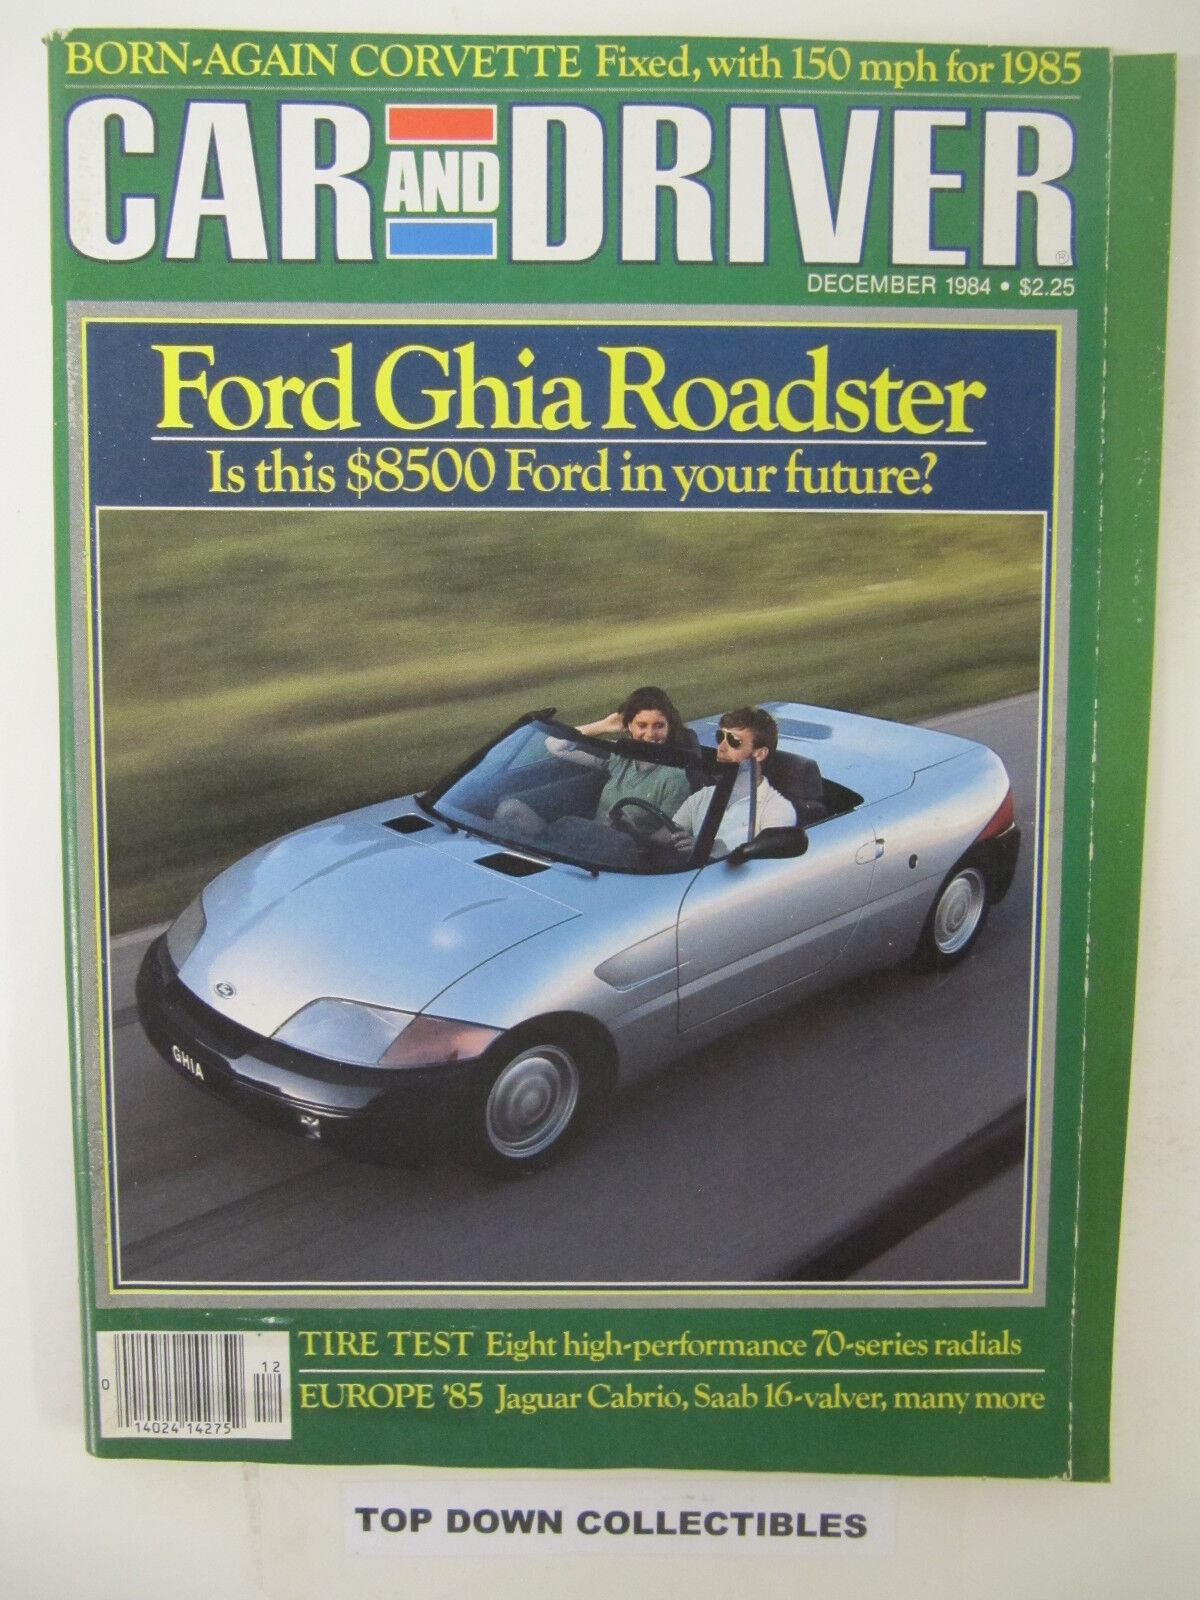 BORN-AGAIN CORVETTE Fixed, with 150 mph for 1985
CAR AND DRIVER
®
DECEMBER 1984 • $2.25
Ford Ghia Roadster
Is this $8500 Ford in your future?
GHIA
TIRE TEST Eight high-performance 70-series radials
EUROPE '85 Jaguar Cabrio, Saab 16-valver, many more
12
0
14024 14275
TOP DOWN COLLECTIBLES